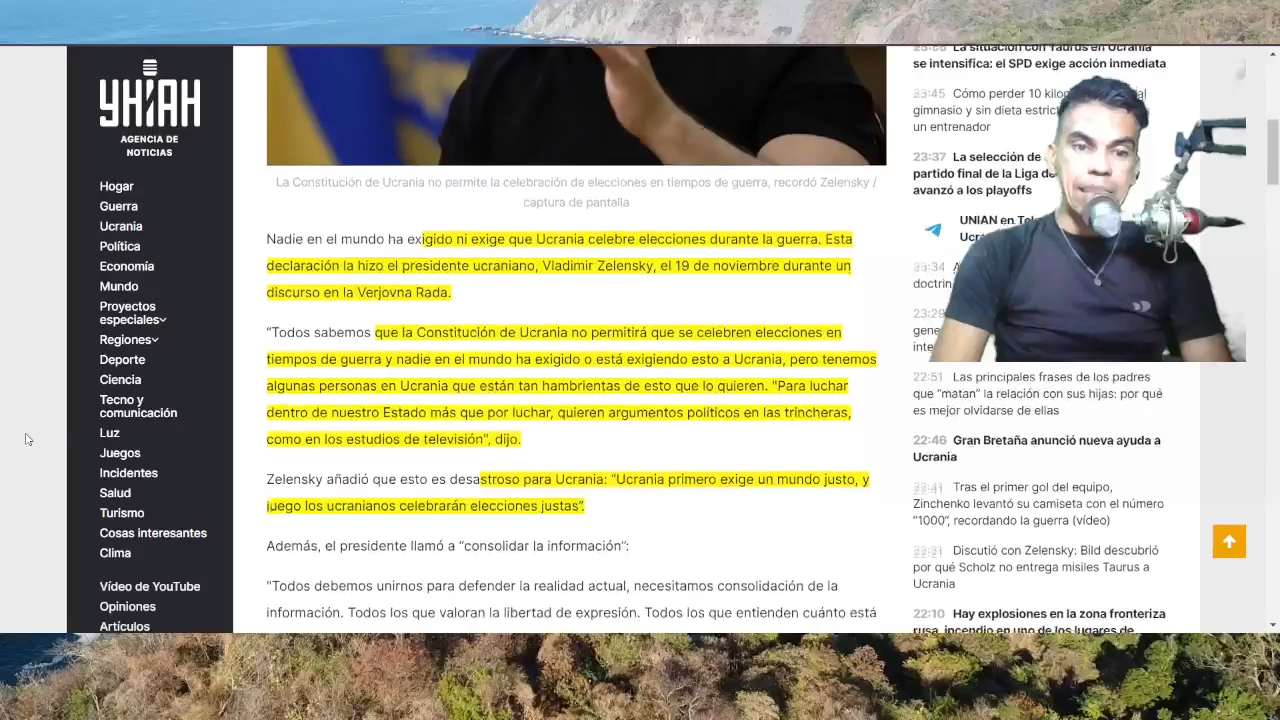 УНІАН
AGENCIA DE
NOTICIAS
Hogar
Guerra
Ucrania
Política
Economía
Mundo
Proyectos
especiales
Regiones
Deporte
Ciencia
Tecno y
comunicación
Luz
Juegos
Incidentes
Salud
Turismo
Cosas interesantes
Clima
Vídeo de YouTube
Opiniones
Artículos
La Constitución de Ucrania no permite la celebración de elecciones en tiempos de guerra, recordó Zelensky /
captura de pantalla
Nadie en el mundo ha exigido ni exige que Ucrania celebre elecciones durante la guerra. Esta
declaración la hizo el presidente ucraniano, Vladimir Zelensky, el 19 de noviembre durante un
discurso en la Verjovna Rada.
“Todos sabemos que la Constitución de Ucrania no permitirá que se celebren elecciones en
tiempos de guerra y nadie en el mundo ha exigido o está exigiendo esto a Ucrania, pero tenemos
algunas personas en Ucrania que están tan hambrientas de esto que lo quieren. "Para luchar
dentro de nuestro Estado más que por luchar, quieren argumentos políticos en las trincheras,
como en los estudios de televisión", dijo.
Zelensky añadió que esto es desastroso para Ucrania: “Ucrania primero exige un mundo justo, y
juego los ucranianos celebrarán elecciones justas”.
Además, el presidente llamó a “consolidar la información”:
"Todos debemos unirnos para defender la realidad actual, necesitamos consolidación de la
información. Todos los que valoran la libertad de expresión. Todos los que entienden cuánto está
La situación con Taurus en Ucrania
se intensifica: el SPD exige acción inmediata
23:45 Cómo perder 10
gimnasio y sin dieta
un entrenador
23:37 La selección de
partido final de la Liga de
avanzó a los playoffs
UNIAN en
23:34
23:29
22:51 Las principales frases de los padres
que “matan” la relación con sus hijas: por qué
es mejor olvidarse de ellas
22:46 Gran Bretaña anunció nueva ayuda a
Ucrania
22:41 Tras el primer gol del equipo,
Zinchenko levantó su camiseta con el número
“1000”, recordando la guerra (vídeo)
Discutió con Zelensky: Bild descubrió
por qué Scholz no entrega misiles Taurus a
Ucrania
22:10 Hay explosiones en la zona fronteriza
rusa, incendio en uno de los lugares de